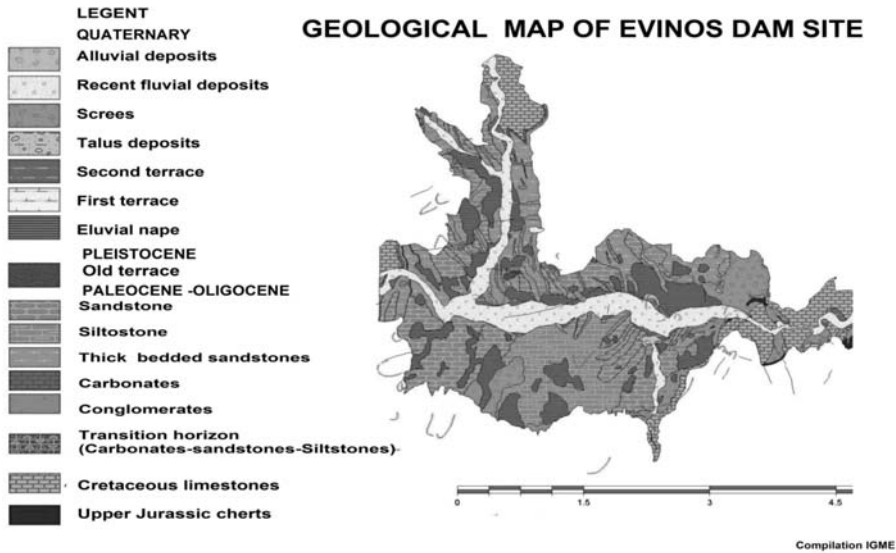 GEOLOGICAL MAP OF EVINOS DAM SITE
LEGENT
QUATERNARY
Alluvial deposits
Recent fluvial deposits
Screes
Talus deposits
Second terrace
First terrace
Eluvial nape
PLEISTOCENE
Old terrace
PALEOCENE -OLIGOCENE
Sandstone
Siltostone
Thick bedded sandstones
Carbonates
Conglomerates
Transition horizon
(Carbonates-sandstones-Siltstones)
Cretaceous limestones
Upper Jurassic cherts
0 1.5 3 4.5
Compilation IGME